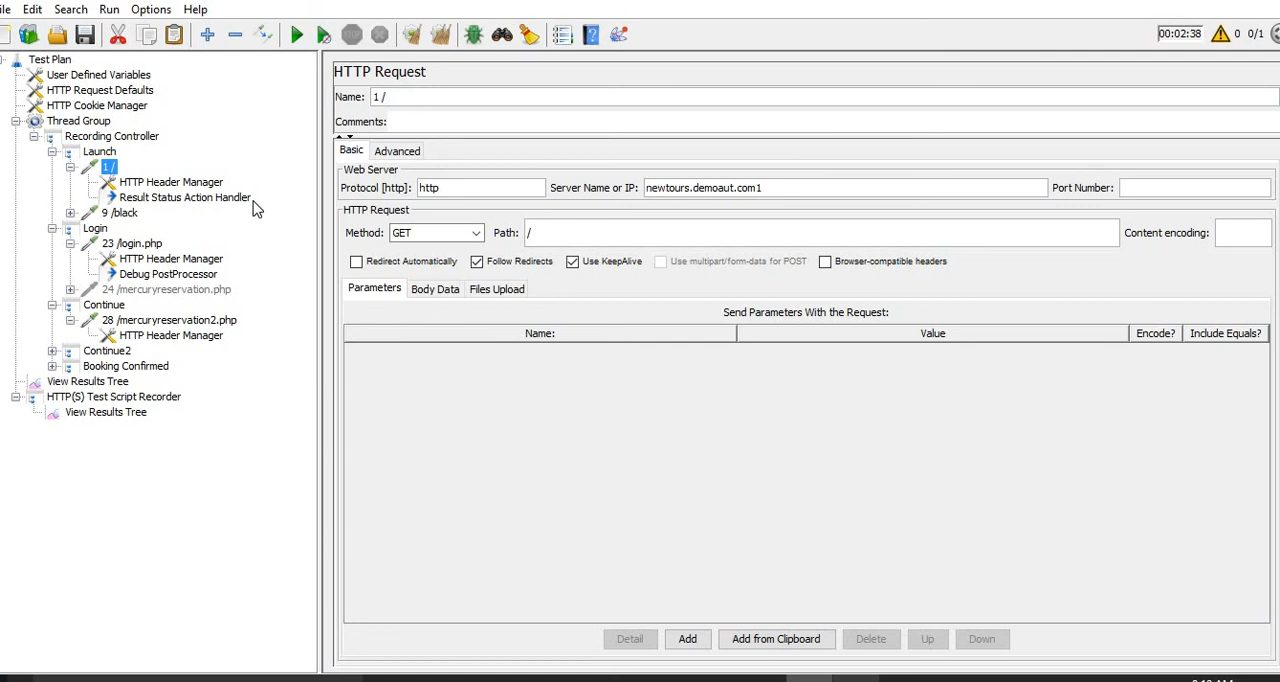 ile Edit Search Run Options Help
00:02:38 0 0/1
Test Plan
User Defined Variables
HTTP Request Defaults
HTTP Cookie Manager
Thread Group
Recording Controller
Launch
1 /
HTTP Header Manager
Result Status Action Handler
9 /black
Login
23 /login.php
HTTP Header Manager
Debug PostProcessor
24 /mercuryreservation.php
Continue
28 /mercuryreservation2.php
HTTP Header Manager
Continue2
Booking Confirmed
View Results Tree
HTTP(S) Test Script Recorder
View Results Tree
HTTP Request
Name: 1 /
Comments:
Basic Advanced
Web Server
Protocol [http]: http Server Name or IP: newtours.demoaut.com1 Port Number:
HTTP Request
Method: GET Path: / Content encoding:
Redirect Automatically Follow Redirects Use KeepAlive Use multipart/form-data for POST Browser-compatible headers
Parameters Body Data Files Upload
Send Parameters With the Request:
Name: Value Encode? Include Equals?
Detail Add Add from Clipboard Delete Up Down